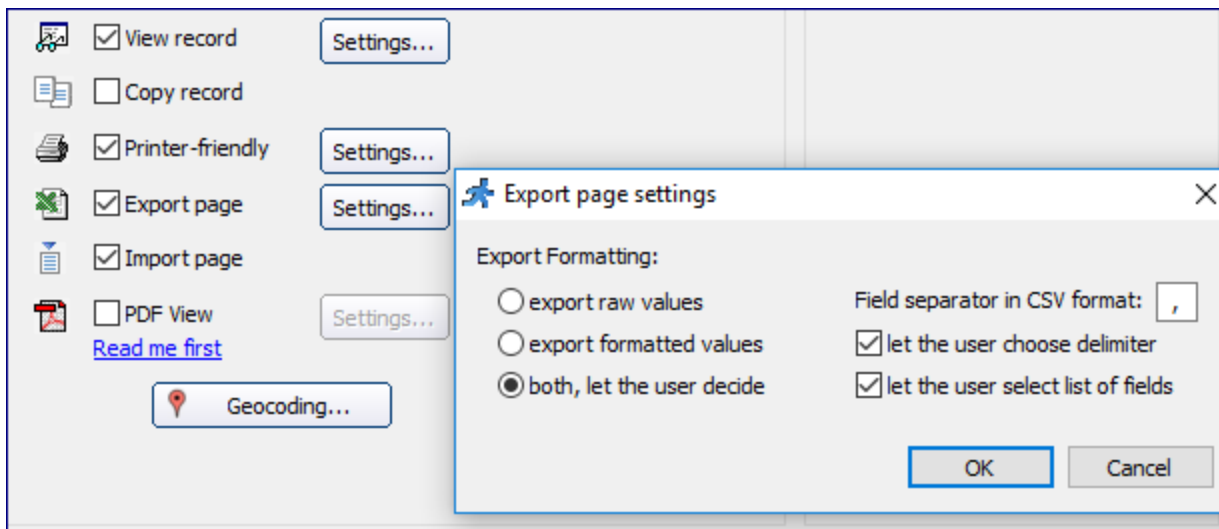 View record
Settings...
Copy record
Printer-friendly
Settings...
Export page
Settings...
Import page
PDF View
Settings...
Read me first
Geocoding...
Export page settings
Export Formatting:
export raw values
Field separator in CSV format: ,
export formatted values
let the user choose delimiter
both, let the user decide
let the user select list of fields
OK
Cancel